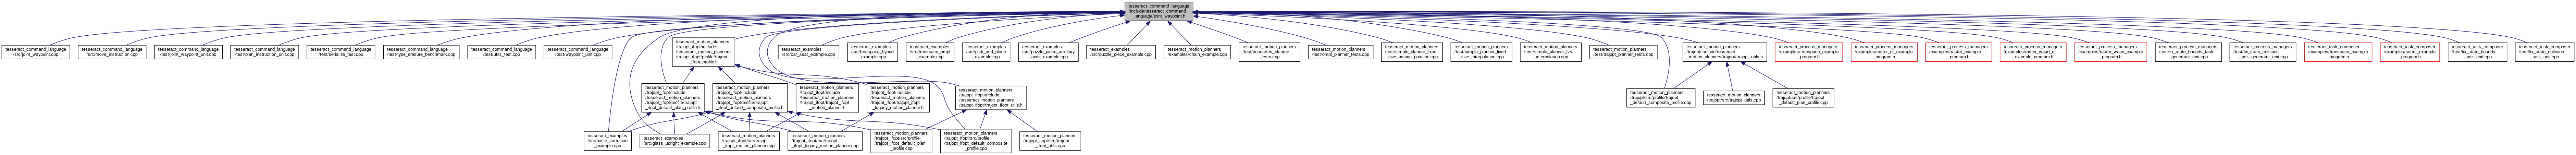 tesseract_command_language
/include/tesseract_command
_language/joint_waypoint.h
tesseract_command_language
/src/joint_waypoint.cpp
tesseract_command_language
/src/move_instruction.cpp
tesseract_command_language
/test/joint_waypoint_unit.cpp
tesseract_command_language
/test/plan_instruction_unit.cpp
tesseract_command_language
/test/serialize_test.cpp
tesseract_command_language
/test/type_erasure_benchmark.cpp
tesseract_command_language
/test/utils_test.cpp
tesseract_command_language
/test/waypoint_unit.cpp
tesseract_motion_planners
/trajopt_ifopt/include
/tesseract_motion_planners
/trajopt_ifopt/profile/trajopt
_ifopt_profile.h
tesseract_examples
/src/car_seat_example.cpp
tesseract_examples
/src/freespace_hybrid
_example.cpp
tesseract_examples
/src/freespace_ompl
_example.cpp
tesseract_examples
/src/pick_and_place
_example.cpp
tesseract_examples
/src/puzzle_piece_auxillary
_axes_example.cpp
tesseract_examples
/src/puzzle_piece_example.cpp
tesseract_motion_planners
/examples/chain_example.cpp
tesseract_motion_planners
/test/descartes_planner
_tests.cpp
tesseract_motion_planners
/test/ompl_planner_tests.cpp
tesseract_motion_planners
/test/simple_planner_fixed
_size_assign_position.cpp
tesseract_motion_planners
/test/simple_planner_fixed
_size_interpolation.cpp
tesseract_motion_planners
/test/simple_planner_lvs
_interpolation.cpp
tesseract_motion_planners
/test/trajopt_planner_tests.cpp
tesseract_motion_planners
/trajopt/include/tesseract
_motion_planners/trajopt/trajopt_utils.h
tesseract_process_managers
/examples/freespace_example
_program.h
tesseract_process_managers
/examples/raster_dt_example
_program.h
tesseract_process_managers
/examples/raster_example
_program.h
tesseract_process_managers
/examples/raster_waad_dt
_example_program.h
tesseract_process_managers
/examples/raster_waad_example
_program.h
tesseract_process_managers
/test/fix_state_bounds_task
_generator_unit.cpp
tesseract_process_managers
/test/fix_state_collision
_task_generator_unit.cpp
tesseract_task_composer
/examples/freespace_example
_program.h
tesseract_task_composer
/examples/raster_example
_program.h
tesseract_task_composer
/test/fix_state_bounds
_task_unit.cpp
tesseract_task_composer
/test/fix_state_collision
_task_unit.cpp
tesseract_motion_planners
/trajopt_ifopt/include
/tesseract_motion_planners
/trajopt_ifopt/profile/trajopt
_ifopt_default_plan_profile.h
tesseract_motion_planners
/trajopt_ifopt/include
/tesseract_motion_planners
/trajopt_ifopt/profile/trajopt
_ifopt_default_composite_profile.h
tesseract_motion_planners
/trajopt_ifopt/include
/tesseract_motion_planners
/trajopt_ifopt/trajopt_ifopt
_motion_planner.h
tesseract_motion_planners
/trajopt_ifopt/include
/tesseract_motion_planners
/trajopt_ifopt/trajopt_ifopt
_legacy_motion_planner.h
tesseract_motion_planners
/trajopt_ifopt/include
/tesseract_motion_planners
/trajopt_ifopt/trajopt_ifopt_utils.h
tesseract_motion_planners
/trajopt/src/profile/trajopt
_default_composite_profile.cpp
tesseract_motion_planners
/trajopt/src/trajopt_utils.cpp
tesseract_motion_planners
/trajopt/src/profile/trajopt
_default_plan_profile.cpp
tesseract_examples
/src/basic_cartesian
_example.cpp
tesseract_examples
/src/glass_upright_example.cpp
tesseract_motion_planners
/trajopt_ifopt/src/trajopt
_ifopt_motion_planner.cpp
tesseract_motion_planners
/trajopt_ifopt/src/trajopt
_ifopt_legacy_motion_planner.cpp
tesseract_motion_planners
/trajopt_ifopt/src/profile
/trajopt_ifopt_default_plan
_profile.cpp
tesseract_motion_planners
/trajopt_ifopt/src/profile
/trajopt_ifopt_default_composite
_profile.cpp
tesseract_motion_planners
/trajopt_ifopt/src/trajopt
_ifopt_utils.cpp